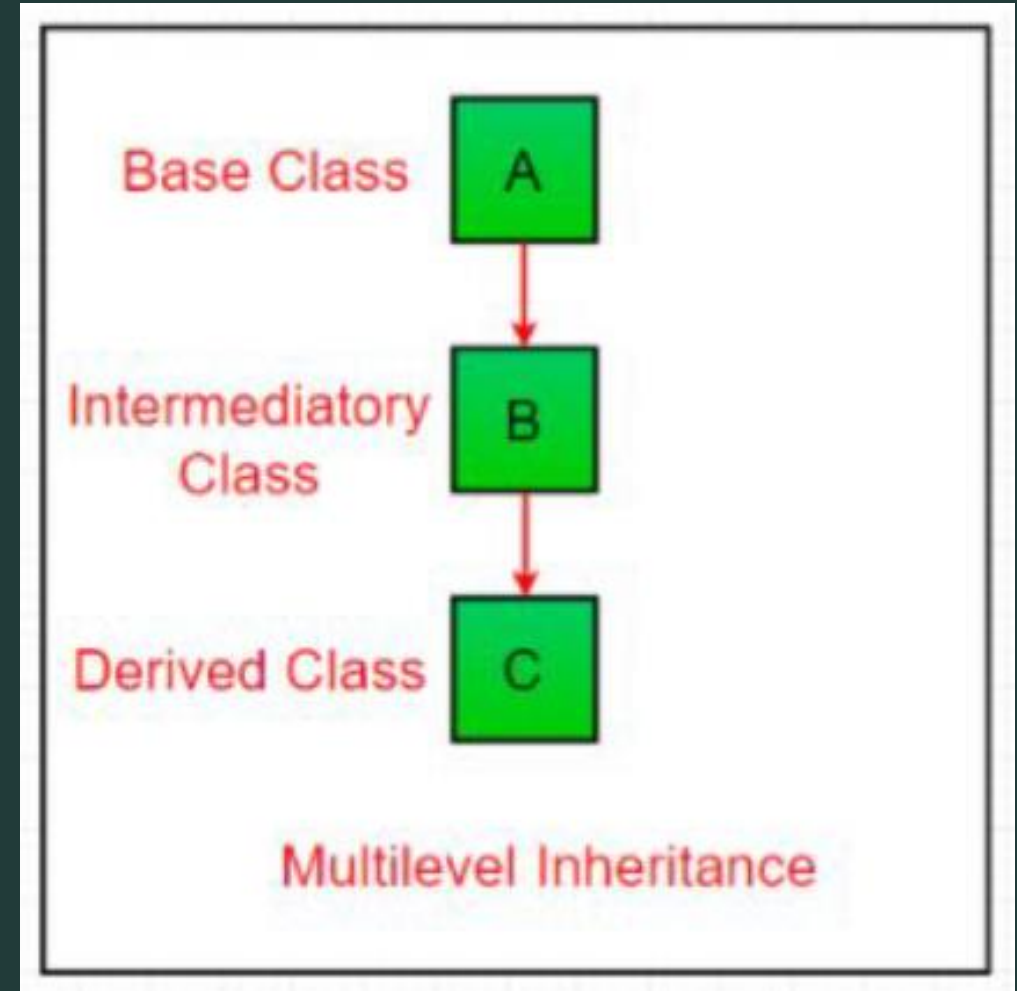 Base Class
A
Intermediatory
Class
B
Derived Class
C
Multilevel Inheritance